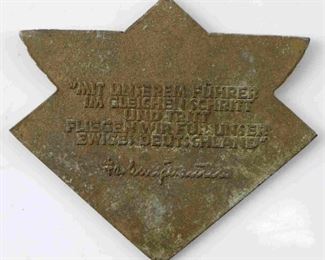 "MIT UNSEREM FÜHRER
IM GLEICHEN SCHRITT
UND TRITT
FLIEGEN WIR FÜR UNSER
EWIGES DEUTSCHLAND"